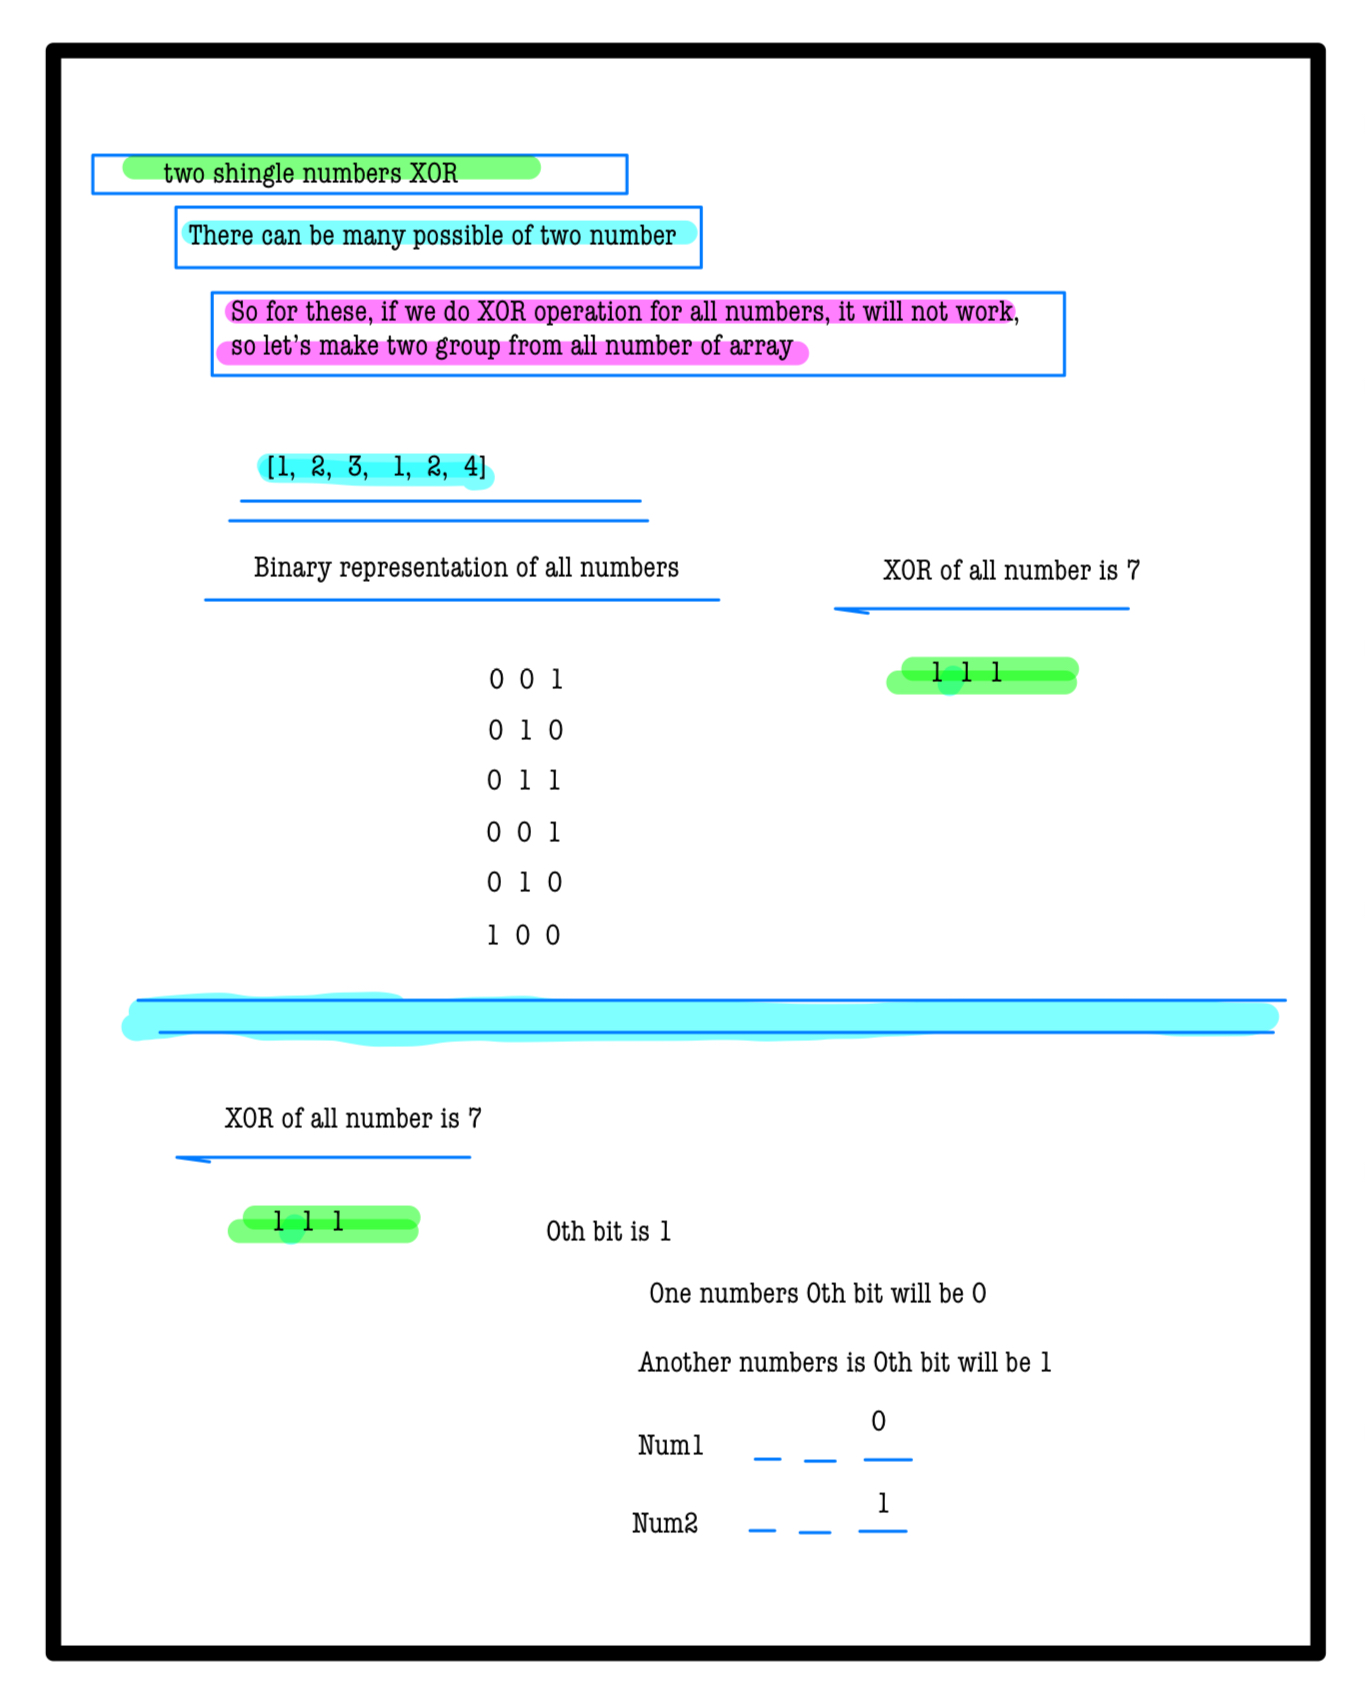 two shingle numbers XOR
There can be many possible of two number
So for these, if we do XOR operation for all numbers, it will not work,
so let's make two group from all number of array
[1, 2, 3, 1, 2, 4]
Binary representation of all numbers
XOR of all number is 7
1 1 1
0 0 1
0 1 0
0 1 1
0 0 1
0 1 0
1 0 0
XOR of all number is 7
1 1 1
0th bit is 1
One numbers 0th bit will be 0
Another numbers is 0th bit will be 1
0
Num1
1
Num2